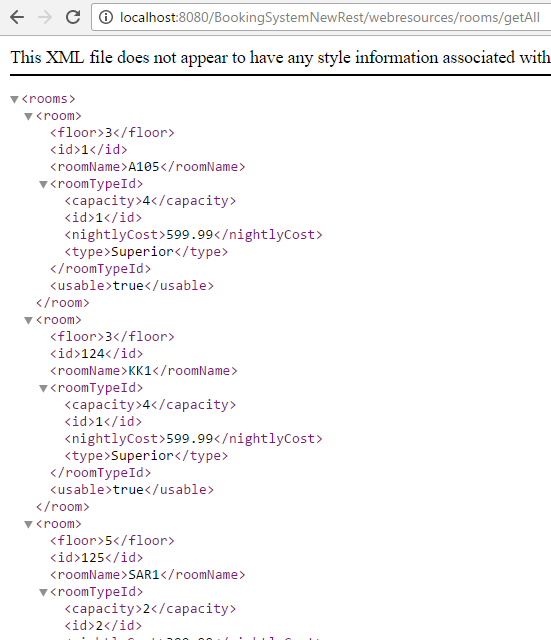 localhost:8080/BookingSystemNewRest/webresources/rooms/getAll
This XML file does not appear to have any style information associated with
<rooms>
<room>
<floor>3</floor>
<id>1</id>
<roomName>A105</roomName>
<roomTypeId>
<capacity>4</capacity>
<id>1</id>
<nightlyCost>599.99</nightlyCost>
<type>Superior</type>
</roomTypeId>
<usable>true</usable>
</room>
<room>
<floor>3</floor>
<id>124</id>
<roomName>KK1</roomName>
<roomTypeId>
<capacity>4</capacity>
<id>1</id>
<nightlyCost>599.99</nightlyCost>
<type>Superior</type>
</roomTypeId>
<usable>true</usable>
</room>
<room>
<floor>5</floor>
<id>125</id>
<roomName>SAR1</roomName>
<roomTypeId>
<capacity>2</capacity>
<id>2</id>